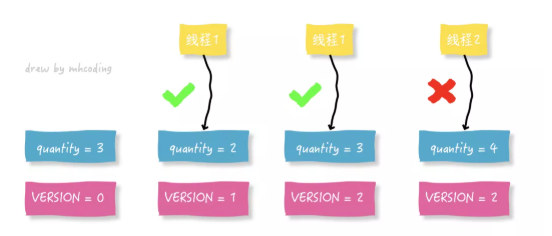 线程1
线程1
线程2
drew by mhcoding
quantity = 3
quantity = 2
quantity = 3
quantity = 4
VERSION = 0
VERSION = 1
VERSION = 2
VERSION = 2